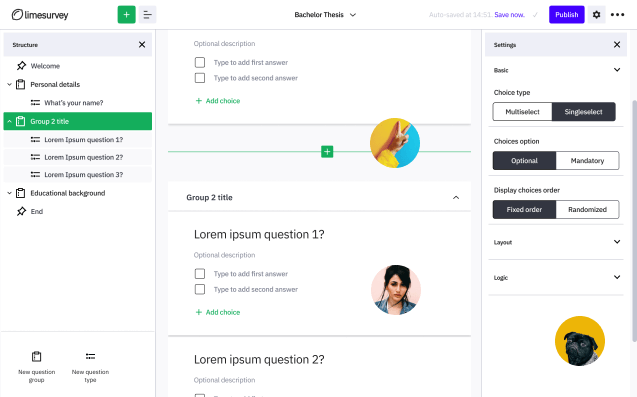 limesurvey
Bachelor Thesis
Auto-saved at 14:51. Save now.
Publish
Structure
Welcome
Personal details
What's your name?
Group 2 title
Lorem Ipsum question 1?
Lorem Ipsum question 2?
Lorem Ipsum question 3?
Educational background
End
New question group
New question type
Optional description
Type to add first answer
Type to add second answer
+ Add choice
Group 2 title
Lorem ipsum question 1?
Optional description
Type to add first answer
Type to add second answer
+ Add choice
Lorem ipsum question 2?
Optional description
Settings
Basic
Choice type
Multiselect Singleselect
Choices option
Optional Mandatory
Display choices order
Fixed order Randomized
Layout
Logic